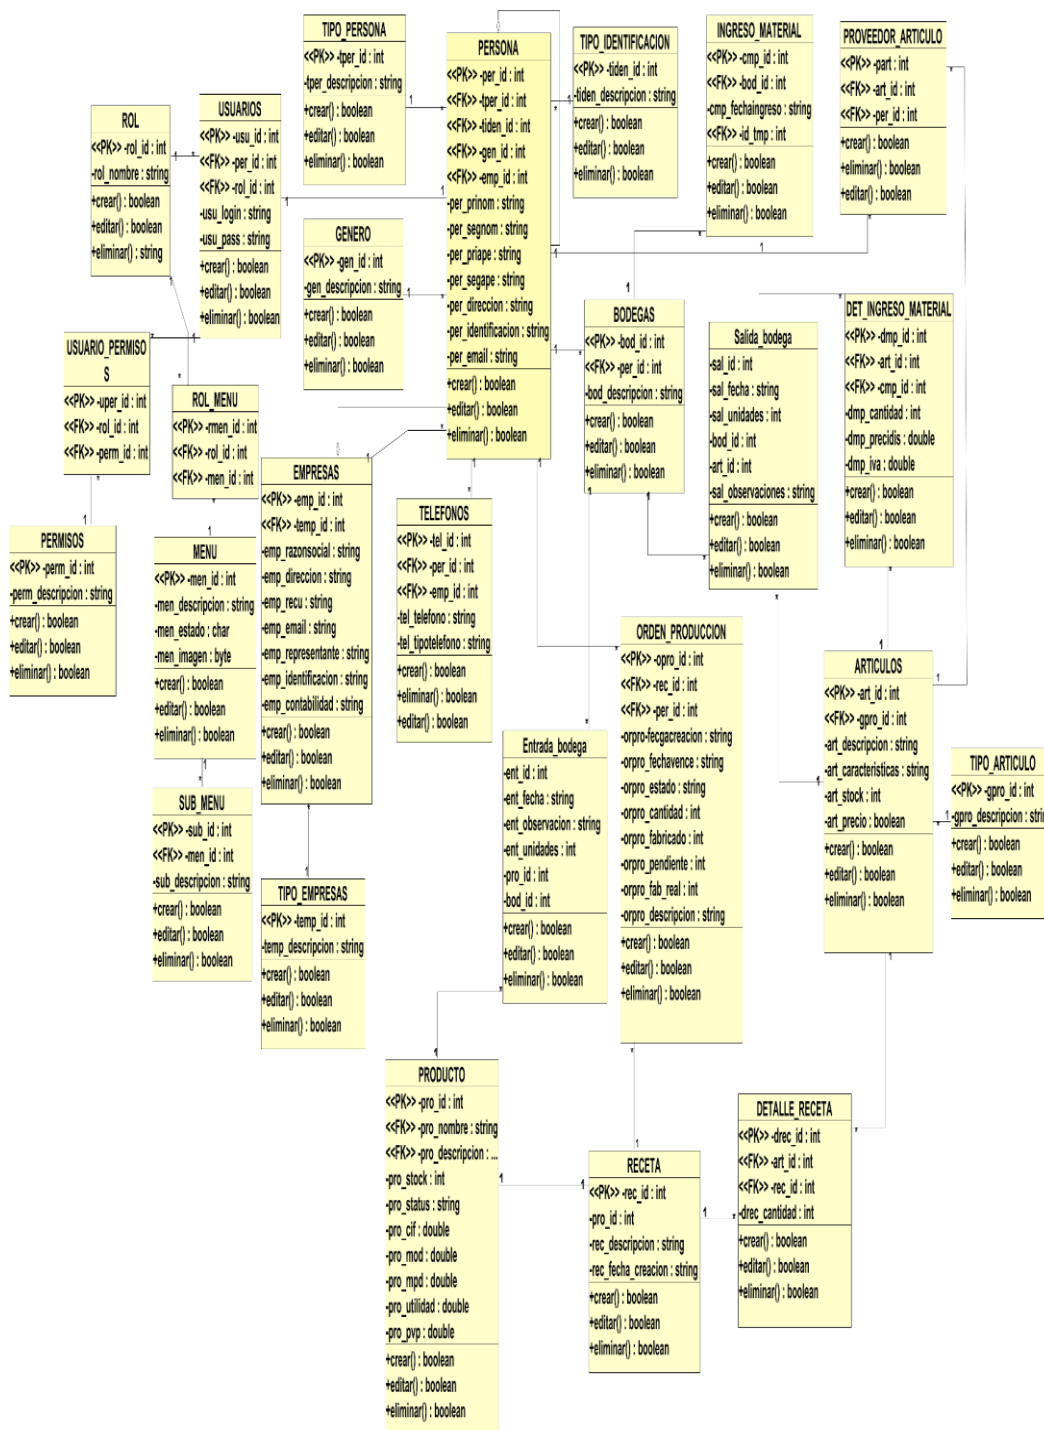 TIPO_PERSONA
<<PK>> -tper_id : int
-tper_descripcion : string
+crear() : boolean
+editar() : boolean
+eliminar() : boolean
PERSONA
<<PK>> -per_id : int
<<FK>> -tper_id : int
<<FK>> -tiden_id : int
<<FK>> -gen_id : int
<<FK>> -emp_id : int
-per_prinom : string
-per_segnom : string
-per_priape : string
-per_segape : string
-per_direccion : string
-per_identificacion : string
-per_email : string
+crear() : boolean
+editar() : boolean
+eliminar() : boolean
TIPO_IDENTIFICACION
<<PK>> -tiden_id : int
-tiden_descripcion : string
+crear() : boolean
+editar() : boolean
+eliminar() : boolean
INGRESO_MATERIAL
<<PK>> -cmp_id : int
<<FK>> -bod_id : int
-cmp_fechaingreso : string
<<FK>> -id_tmp : int
+crear() : boolean
+editar() : boolean
+eliminar() : boolean
PROVEEDOR_ARTICULO
<<PK>> -part : int
<<FK>> -art_id : int
<<FK>> -per_id : int
+crear() : boolean
+eliminar() : boolean
+editar() : boolean
ROL
<<PK>> -rol_id : int
-rol_nombre : string
+crear() : boolean
+editar() : boolean
+eliminar() : string
USUARIOS
<<PK>> -usu_id : int
<<FK>> -per_id : int
<<FK>> -rol_id : int
-usu_login : string
-usu_pass : string
+crear() : boolean
+editar() : boolean
+eliminar() : boolean
GENERO
<<PK>> -gen_id : int
-gen_descripcion : string
+crear() : boolean
+editar() : boolean
+eliminar() : boolean
BODEGAS
<<PK>> -bod_id : int
<<FK>> -per_id : int
-bod_descripcion : string
+crear() : boolean
+editar() : boolean
+eliminar() : boolean
Salida_bodega
-sal_id : int
-sal_fecha : string
-sal_unidades : int
-bod_id : int
-art_id : int
-sal_observaciones : string
+crear() : boolean
+editar() : boolean
+eliminar() : boolean
DET_INGRESO_MATERIAL
<<PK>> -dmp_id : int
<<FK>> -art_id : int
<<FK>> -cmp_id : int
-dmp_cantidad : int
-dmp_precidis : double
-dmp_iva : double
+crear() : boolean
+editar() : boolean
+eliminar() : boolean
USUARIO_PERMISO
S
<<PK>> -uper_id : int
<<FK>> -rol_id : int
<<FK>> -perm_id : int
ROL_MENU
<<PK>> -rmen_id : int
<<FK>> -rol_id : int
<<FK>> -men_id : int
EMPRESAS
<<PK>> -emp_id : int
<<FK>> -temp_id : int
-emp_razonsocial : string
-emp_direccion : string
-emp_recu : string
-emp_email : string
-emp_representante : string
-emp_identificacion : string
-emp_contabilidad : string
+crear() : boolean
+editar() : boolean
+eliminar() : boolean
TELEFONOS
<<PK>> -tel_id : int
<<FK>> -per_id : int
<<FK>> -emp_id : int
-tel_telefono : string
-tel_tipotelefono : string
+crear() : boolean
+eliminar() : boolean
+editar() : boolean
PERMISOS
<<PK>> -perm_id : int
-perm_descripcion : string
+crear() : boolean
+editar() : boolean
+eliminar() : boolean
MENU
<<PK>> -men_id : int
-men_descripcion : string
-men_estado : char
-men_imagen : byte
+crear() : boolean
+editar() : boolean
+eliminar() : boolean
ORDEN_PRODUCCION
<<PK>> -opro_id : int
<<FK>> -rec_id : int
<<FK>> -per_id : int
-orpro-fecgacreacion : string
-orpro_fechavence : string
-orpro_estado : string
-orpro_cantidad : int
-orpro_fabricado : int
-orpro_pendiente : int
-orpro_fab_real : int
-orpro_descripcion : string
+crear() : boolean
+editar() : boolean
+eliminar() : boolean
ARTICULOS
<<PK>> -art_id : int
<<FK>> -gpro_id : int
-art_descripcion : string
-art_caracteristicas : string
-art_stock : int
-art_precio : boolean
+crear() : boolean
+editar() : boolean
+eliminar() : boolean
TIPO_ARTICULO
<<PK>> -gpro_id : int
-gpro_descripcion : string
+crear() : boolean
+editar() : boolean
+eliminar() : boolean
Entrada_bodega
-ent_id : int
-ent_fecha : string
-ent_observacion : string
-ent_unidades : int
-pro_id : int
-bod_id : int
+crear() : boolean
+editar() : boolean
+eliminar() : boolean
SUB_MENU
<<PK>> -sub_id : int
<<FK>> -men_id : int
-sub_descripcion : string
+crear() : boolean
+editar() : boolean
+eliminar() : boolean
TIPO_EMPRESAS
<<PK>> -temp_id : int
-temp_descripcion : string
+crear() : boolean
+editar() : boolean
+eliminar() : boolean
PRODUCTO
<<PK>> -pro_id : int
<<FK>> -pro_nombre : string
<<FK>> -pro_descripcion : ...
-pro_stock : int
-pro_status : string
-pro_cif : double
-pro_mod : double
-pro_mpd : double
-pro_utilidad : double
-pro_pvp : double
+crear() : boolean
+editar() : boolean
+eliminar() : boolean
RECETA
<<PK>> -rec_id : int
-pro_id : int
-rec_descripcion : string
-rec_fecha_creacion : string
+crear() : boolean
+editar() : boolean
+eliminar() : boolean
DETALLE_RECETA
<<PK>> -drec_id : int
<<FK>> -art_id : int
<<FK>> -rec_id : int
-drec_cantidad : int
+crear() : boolean
+editar() : boolean
+eliminar() : boolean